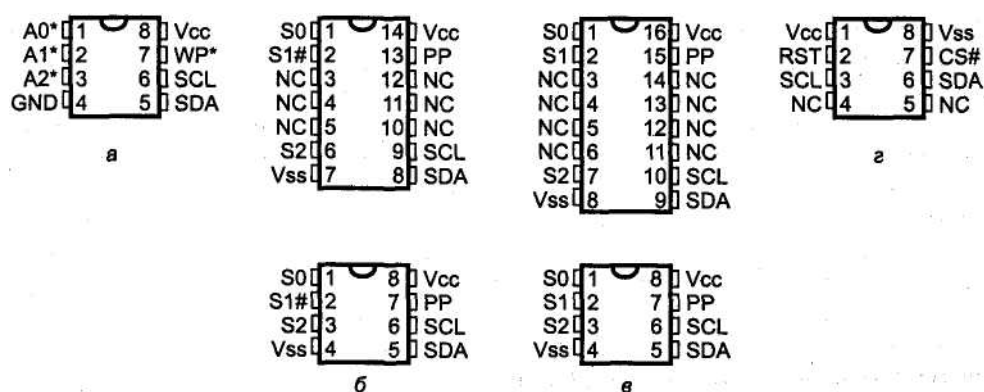 A0* 1 8 Vcc
A1* 2 7 WP*
A2* 3 6 SCL
GND 4 5 SDA
а
S0 1 14 Vcc
S1# 2 13 PP
NC 3 12 NC
NC 4 11 NC
NC 5 10 NC
S2 6 9 SCL
Vss 7 8 SDA
S0 1 16 Vcc
S1 2 15 PP
NC 3 14 NC
NC 4 13 NC
NC 5 12 NC
NC 6 11 NC
S2 7 10 SCL
Vss 8 9 SDA
Vcc 1 8 Vss
RST 2 7 CS#
SCL 3 6 SDA
NC 4 5 NC
г
S0 1 8 Vcc
S1# 2 7 PP
S2 3 6 SCL
Vss 4 5 SDA
б
S0 1 8 Vcc
S1 2 7 PP
S2 3 6 SCL
Vss 4 5 SDA
в